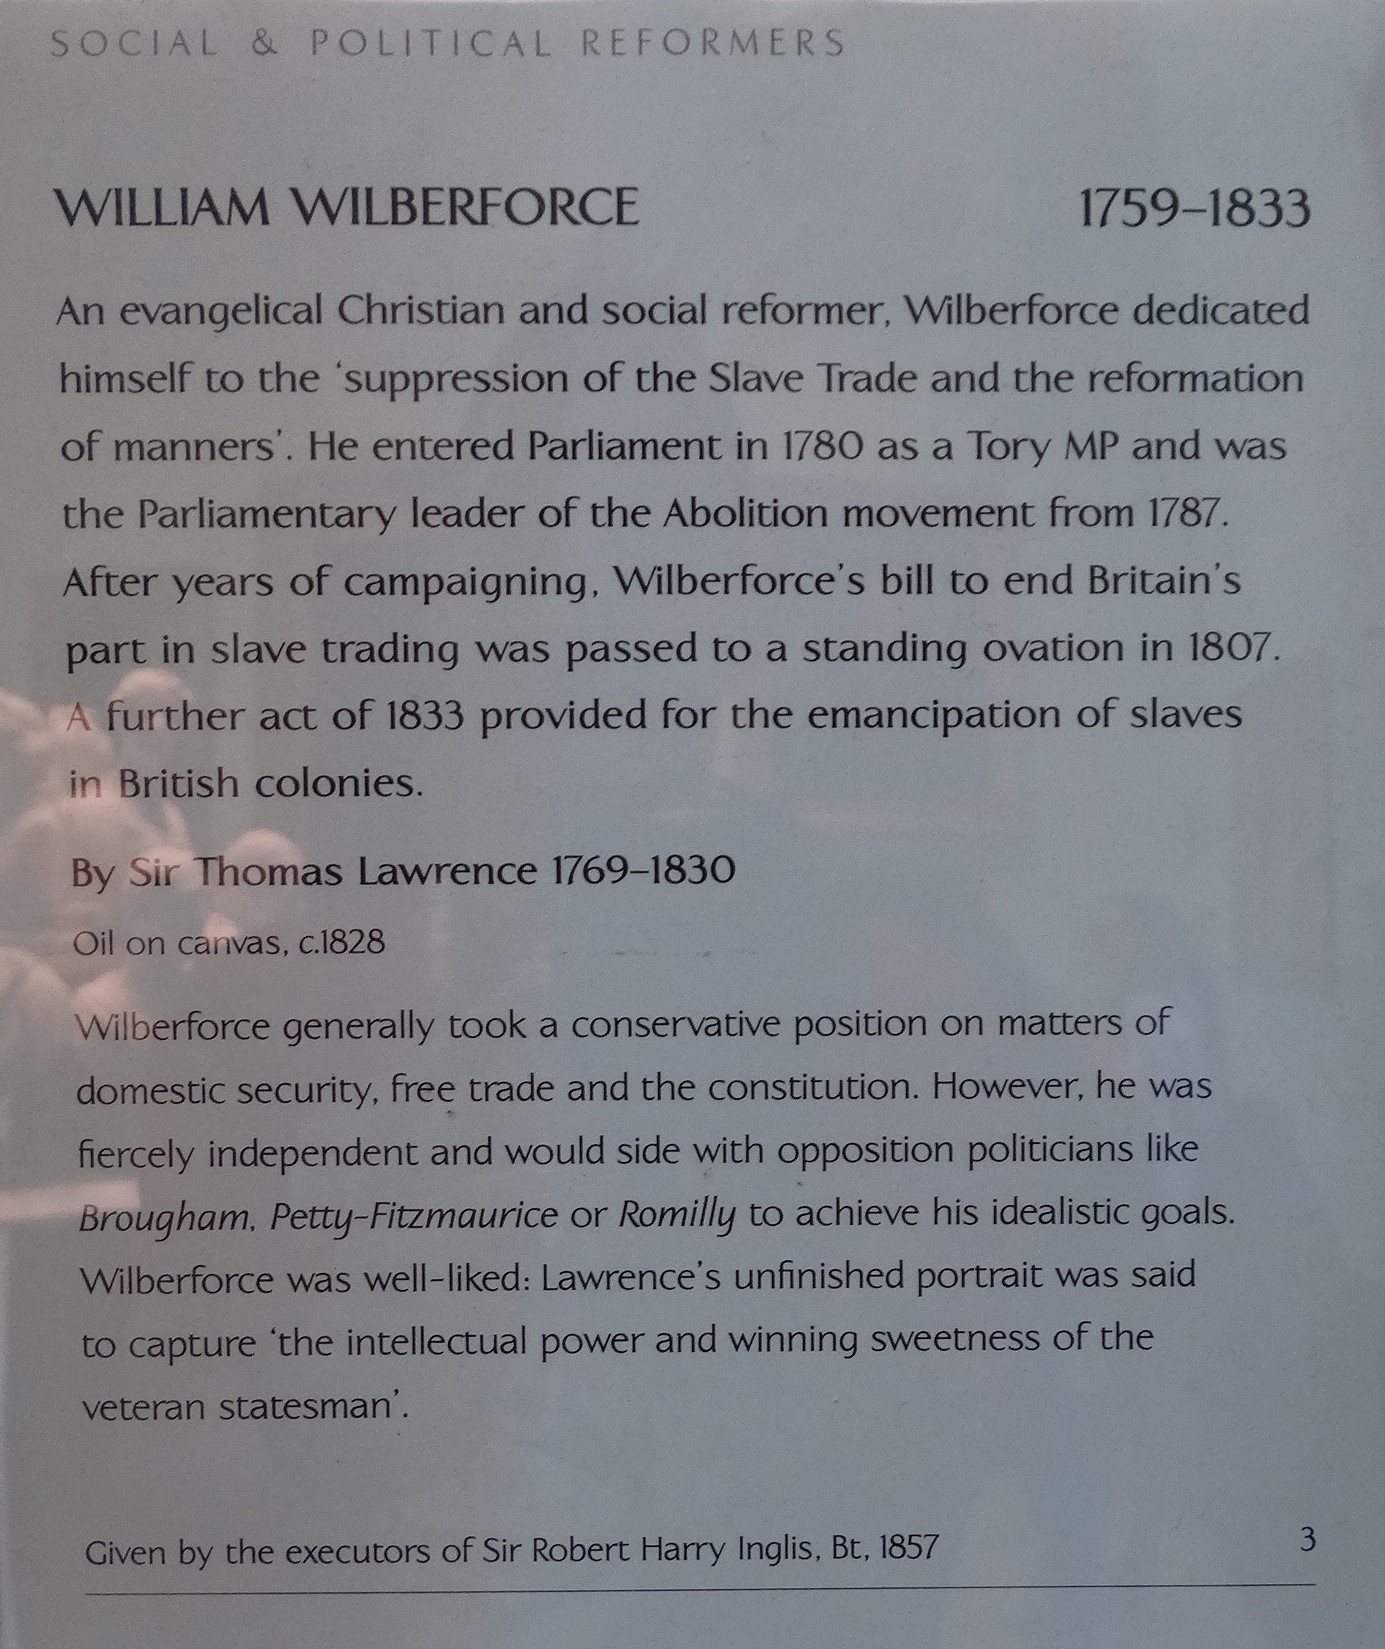 SOCIAL & POLITICAL REFORMERS
WILLIAM WILBERFORCE 1759–1833
An evangelical Christian and social reformer, Wilberforce dedicated
himself to the ‘suppression of the Slave Trade and the reformation
of manners’. He entered Parliament in 1780 as a Tory MP and was
the Parliamentary leader of the Abolition movement from 1787.
After years of campaigning, Wilberforce’s bill to end Britain’s
part in slave trading was passed to a standing ovation in 1807.
A further act of 1833 provided for the emancipation of slaves
in British colonies.
By Sir Thomas Lawrence 1769–1830
Oil on canvas, c.1828
Wilberforce generally took a conservative position on matters of
domestic security, free trade and the constitution. However, he was
fiercely independent and would side with opposition politicians like
Brougham, Petty-Fitzmaurice or Romilly to achieve his idealistic goals.
Wilberforce was well-liked: Lawrence’s unfinished portrait was said
to capture ‘the intellectual power and winning sweetness of the
veteran statesman’.
Given by the executors of Sir Robert Harry Inglis, Bt, 1857 3